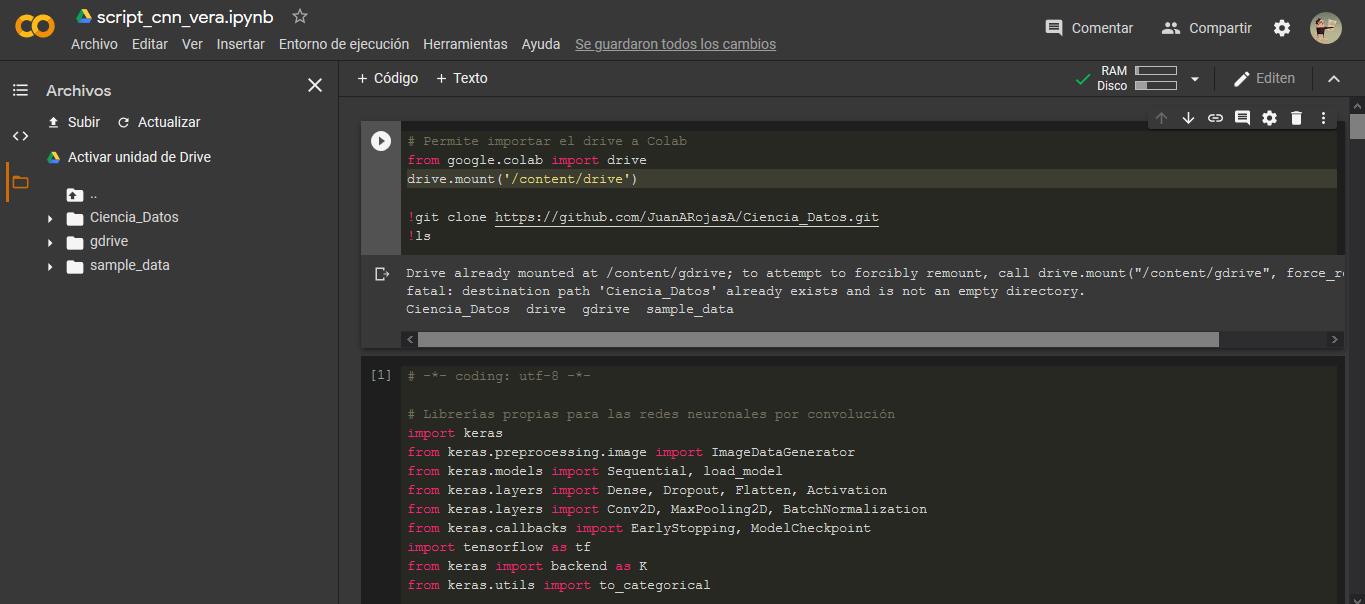 script_cnn_vera.ipynb
Archivo Editar Ver Insertar Entorno de ejecución Herramientas Ayuda Se guardaron todos los cambios
Comentar Compartir
Archivos
Subir Actualizar
Activar unidad de Drive
..
Ciencia_Datos
gdrive
sample_data
+ Código + Texto
RAM
Disco
Editen
# Permite importar el drive a Colab
from google.colab import drive
drive.mount('/content/drive')
!git clone https://github.com/JuanARojasA/Ciencia_Datos.git
!ls
Drive already mounted at /content/gdrive; to attempt to forcibly remount, call drive.mount("/content/gdrive", force_r
fatal: destination path 'Ciencia_Datos' already exists and is not an empty directory.
Ciencia_Datos drive gdrive sample_data
[1]
# -*- coding: utf-8 -*-
# Librerías propias para las redes neuronales por convolución
import keras
from keras.preprocessing.image import ImageDataGenerator
from keras.models import Sequential, load_model
from keras.layers import Dense, Dropout, Flatten, Activation
from keras.layers import Conv2D, MaxPooling2D, BatchNormalization
from keras.callbacks import EarlyStopping, ModelCheckpoint
import tensorflow as tf
from keras import backend as K
from keras.utils import to_categorical